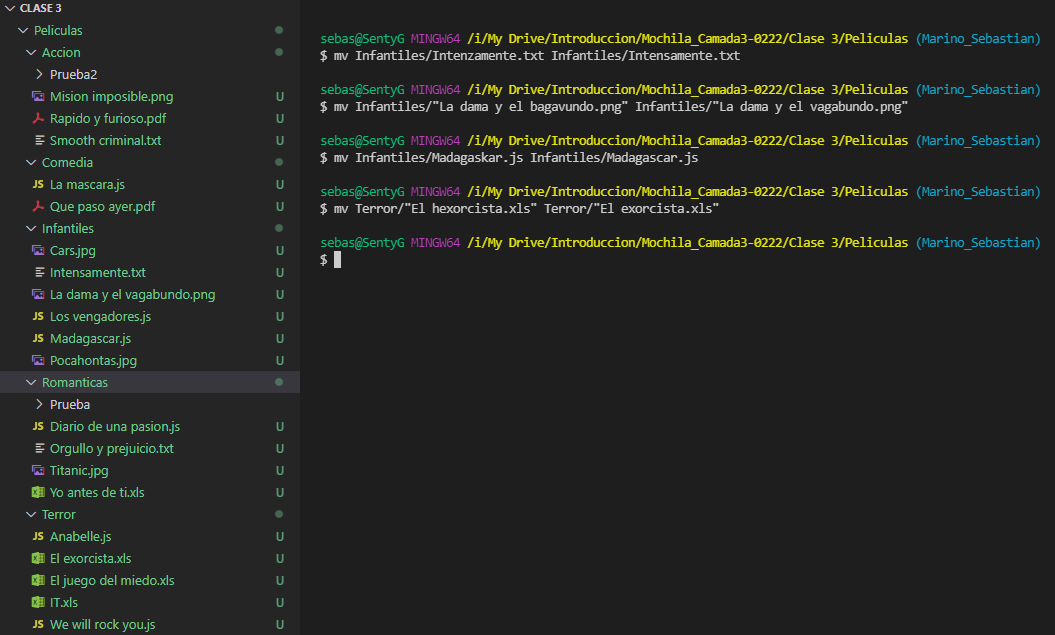 CLASE 3
Peliculas
Accion
Prueba2
Mision imposible.png U
Rapido y furioso.pdf U
Smooth criminal.txt U
Comedia
JS La mascara.js U
Que paso ayer.pdf U
Infantiles
Cars.jpg U
Intensamente.txt U
La dama y el vagabundo.png U
JS Los vengadores.js U
JS Madagascar.js U
Pocahontas.jpg U
Romanticas
Prueba
JS Diario de una pasion.js U
Orgullo y prejuicio.txt U
Titanic.jpg U
Yo antes de ti.xls U
Terror
JS Anabelle.js U
El exorcista.xls U
El juego del miedo.xls U
IT.xls U
JS We will rock you.js U
sebas@SentyG MINGW64 /i/My Drive/Introduccion/Mochila_Camada3-0222/Clase 3/Peliculas (Marino_Sebastian)
$ mv Infantiles/Intenzamente.txt Infantiles/Intensamente.txt
sebas@SentyG MINGW64 /i/My Drive/Introduccion/Mochila_Camada3-0222/Clase 3/Peliculas (Marino_Sebastian)
$ mv Infantiles/"La dama y el bagavundo.png" Infantiles/"La dama y el vagabundo.png"
sebas@SentyG MINGW64 /i/My Drive/Introduccion/Mochila_Camada3-0222/Clase 3/Peliculas (Marino_Sebastian)
$ mv Infantiles/Madagaskar.js Infantiles/Madagascar.js
sebas@SentyG MINGW64 /i/My Drive/Introduccion/Mochila_Camada3-0222/Clase 3/Peliculas (Marino_Sebastian)
$ mv Terror/"El hexorcista.xls" Terror/"El exorcista.xls"
sebas@SentyG MINGW64 /i/My Drive/Introduccion/Mochila_Camada3-0222/Clase 3/Peliculas (Marino_Sebastian)
$